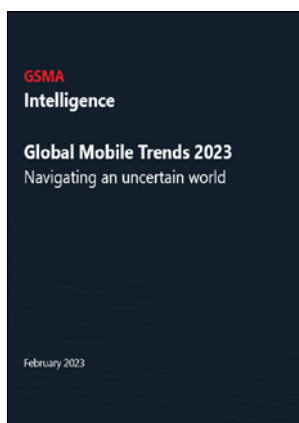 GSMA
Intelligence
Global Mobile Trends 2023
Navigating an uncertain world
February 2023